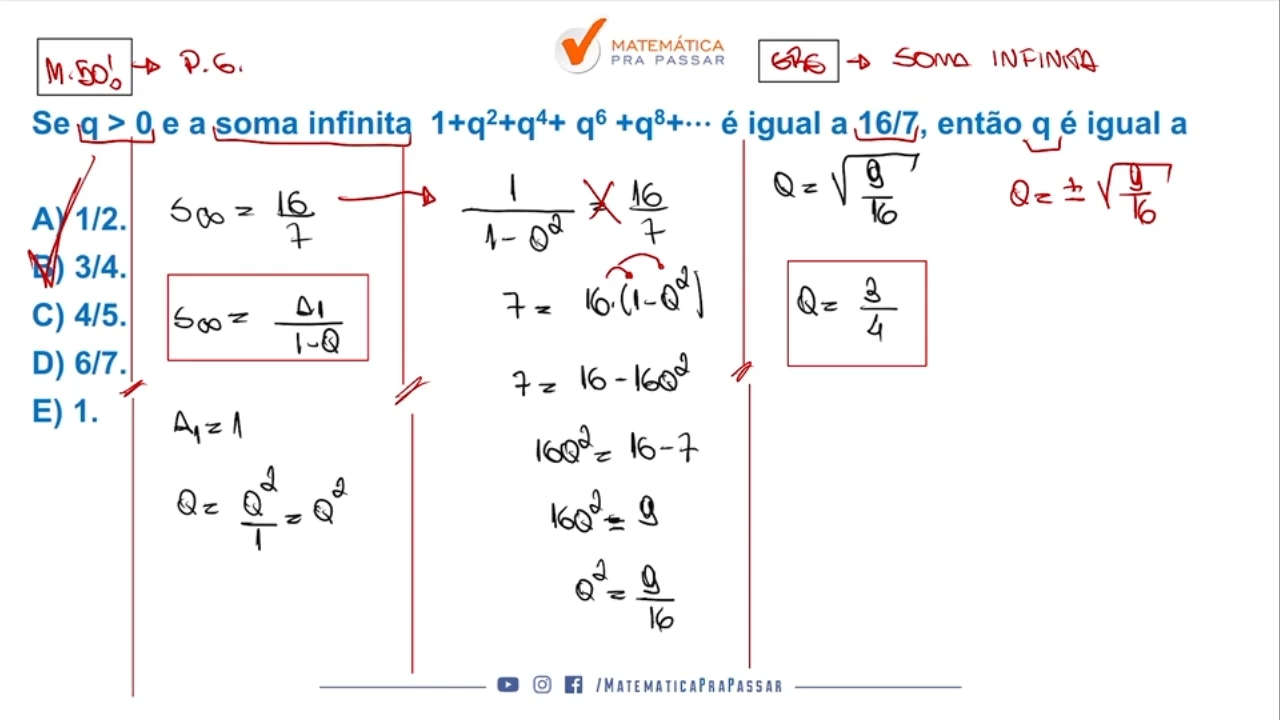 M.50! → P.G.
MATEMÁTICA
PRA PASSAR
→ SOMA INFINITA
Se q > 0 e a soma infinita 1+q²+q⁴+ q⁶ +q⁸+⋯ é igual a 16/7, então q é igual a
A) 1/2.
B) 3/4.
C) 4/5.
D) 6/7.
E) 1.
S∞ = 16/7
S∞ = A1/1-Q
A1 = 1
Q = Q²/1 = Q²
1/1-Q² = 16/7
7 = 16.(1-Q²)
7 = 16 - 16Q²
16Q² = 16 - 7
16Q² = 9
Q² = 9/16
Q = √9/16
Q = 3/4
Q = ± √9/16
/MATEMATICAPRAPASSAR